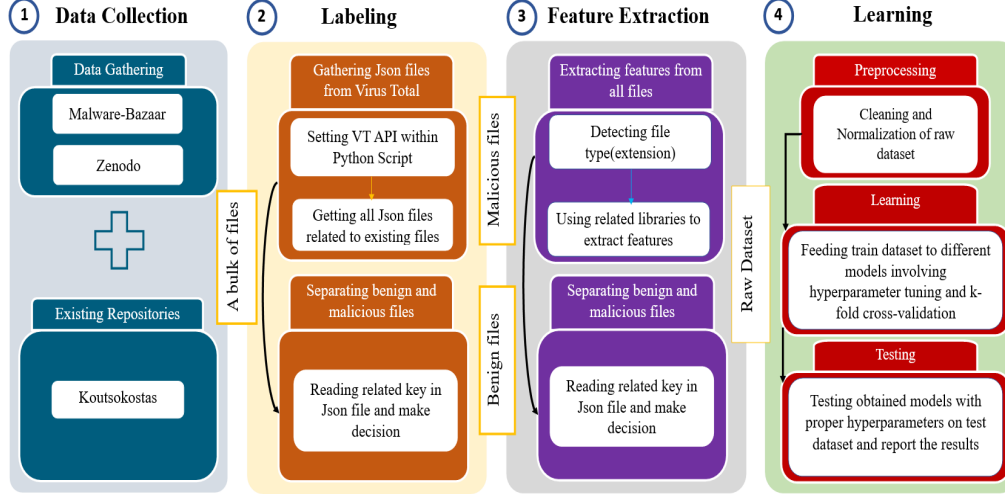 1
Data Collection
Data Gathering
Malware-Bazaar
Zenodo
Existing Repositories
Koutsokostas
A bulk of files
2
Labeling
Gathering Json files
from Virus Total
Setting VT API within
Python Script
Getting all Json files
related to existing files
Separating benign and
malicious files
Reading related key in
Json file and make
decision
Malicious files
Benign files
3
Feature Extraction
Extracting features from
all files
Detecting file
type(extension)
Using related libraries to
extract features
Separating benign and
malicious files
Reading related key in
Json file and make
decision
Raw Dataset
4
Learning
Preprocessing
Cleaning and
Normalization of raw
dataset
Learning
Feeding train dataset to different
models involving
hyperparameter tuning and k-
fold cross-validation
Testing
Testing obtained models with
proper hyperparameters on test
dataset and report the results